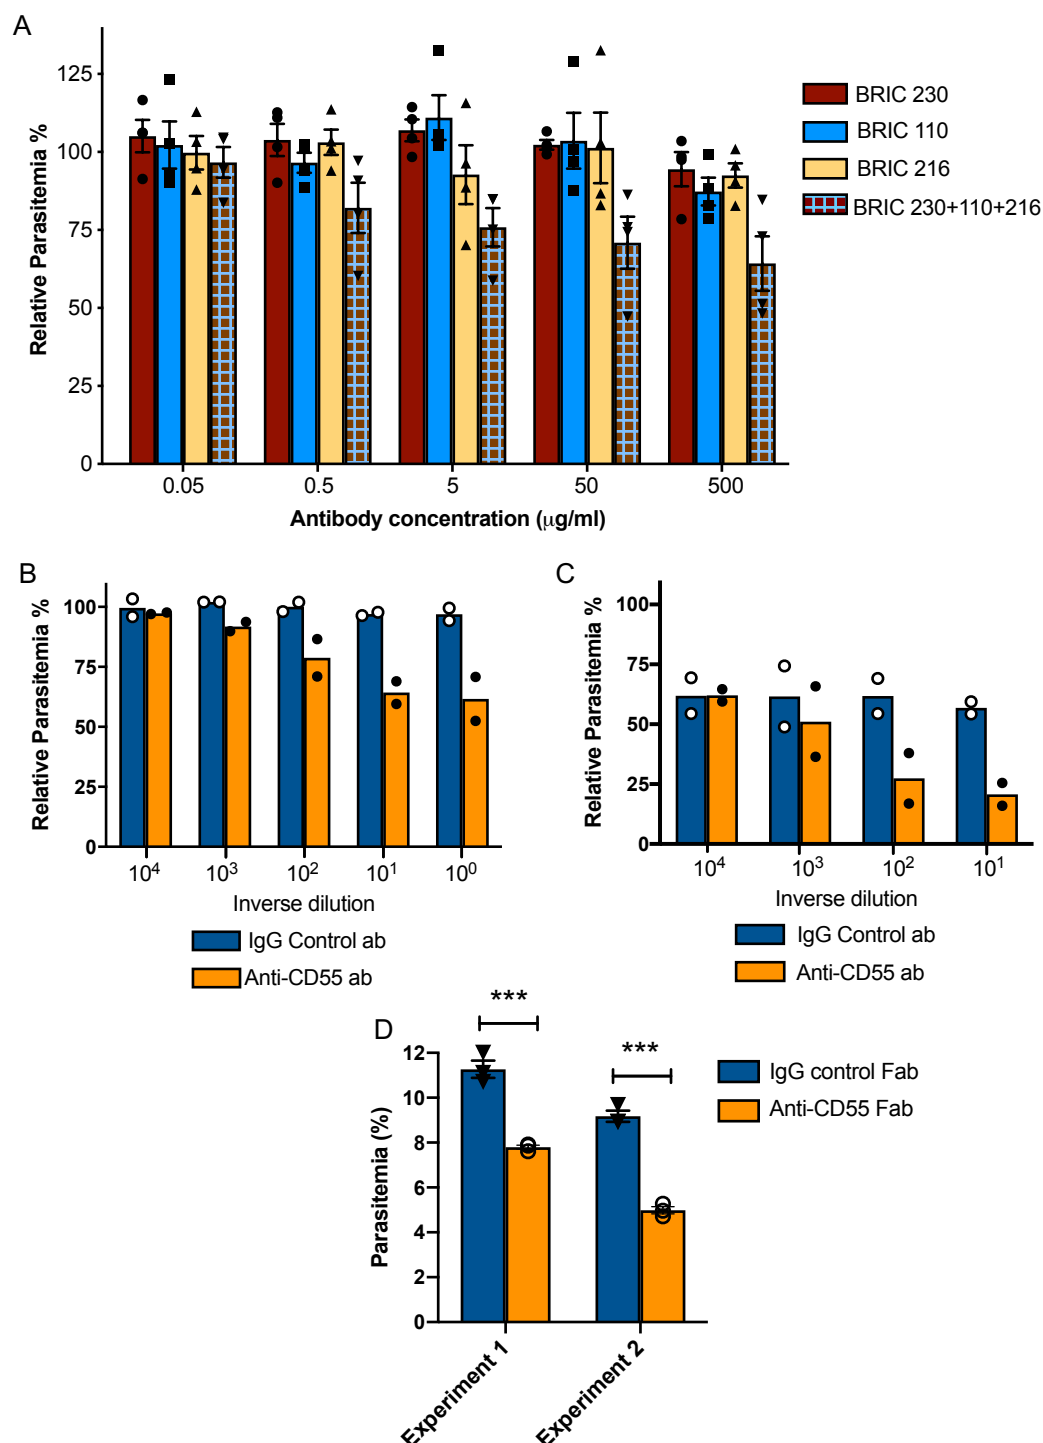 A
Relative Parasitemia %
125
100
75
50
25
0
0.05 0.5 5 50 500
Antibody concentration (μg/ml)
BRIC 230
BRIC 110
BRIC 216
BRIC 230+110+216
B
Relative Parasitemia %
100
75
50
25
0
10⁴ 10³ 10² 10¹ 10⁰
Inverse dilution
IgG Control ab
Anti-CD55 ab
C
Relative Parasitemia %
100
75
50
25
0
10⁴ 10³ 10² 10¹
Inverse dilution
IgG Control ab
Anti-CD55 ab
D
Parasitemia (%)
12
10
8
6
4
2
0
***
***
Experiment 1
Experiment 2
IgG control Fab
Anti-CD55 Fab